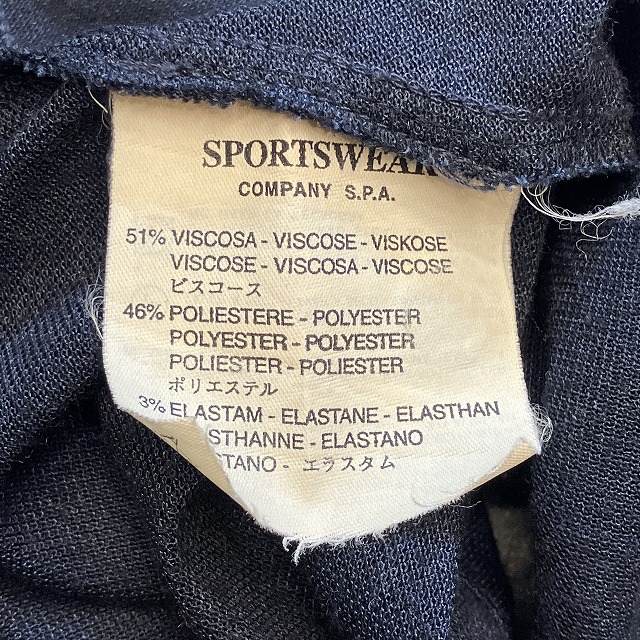 SPORTSWEAR
COMPANY S.P.A.
51% VISCOSA - VISCOSE - VISKOSE
VISCOSE - VISCOSA - VISCOSE
ビスコース
46% POLIESTERE - POLYESTER
POLYESTER - POLYESTER
POLIESTER - POLIESTER
ポリエステル
3% ELASTAM - ELASTANE - ELASTHAN
STHANNE - ELASTANO
STANO - エラスタム